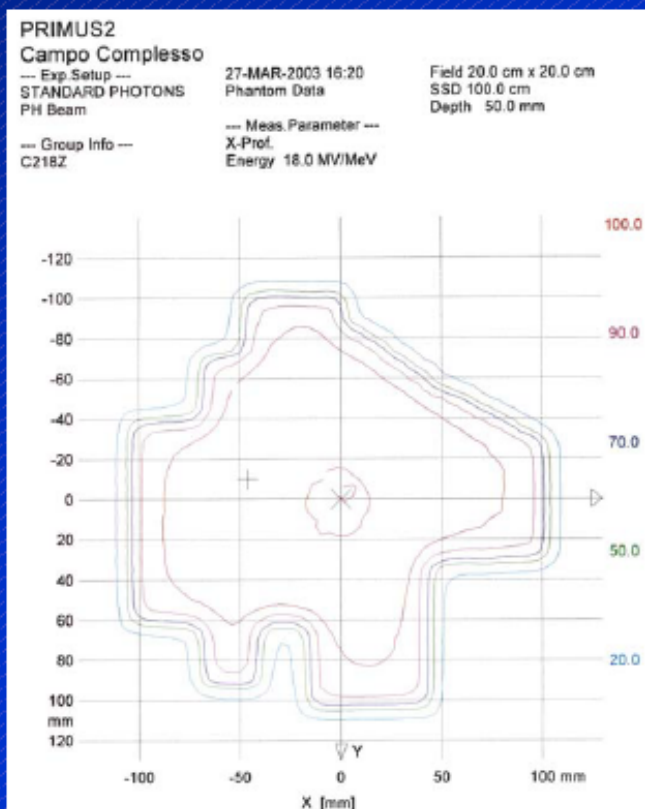 PRIMUS2
Campo Complesso
--- Exp.Setup ---
STANDARD PHOTONS
PH Beam
--- Group Info ---
C218Z
27-MAR-2003 16:20
Phantom Data
--- Meas.Parameter ---
X-Prof.
Energy 18.0 MV/MeV
Field 20.0 cm x 20.0 cm
SSD 100.0 cm
Depth 50.0 mm
100.0
90.0
70.0
50.0
20.0
-120
-100
-80
-60
-40
-20
0
20
40
60
80
100
mm
120
Y
-100 -50 0 50 100 mm
X [mm]